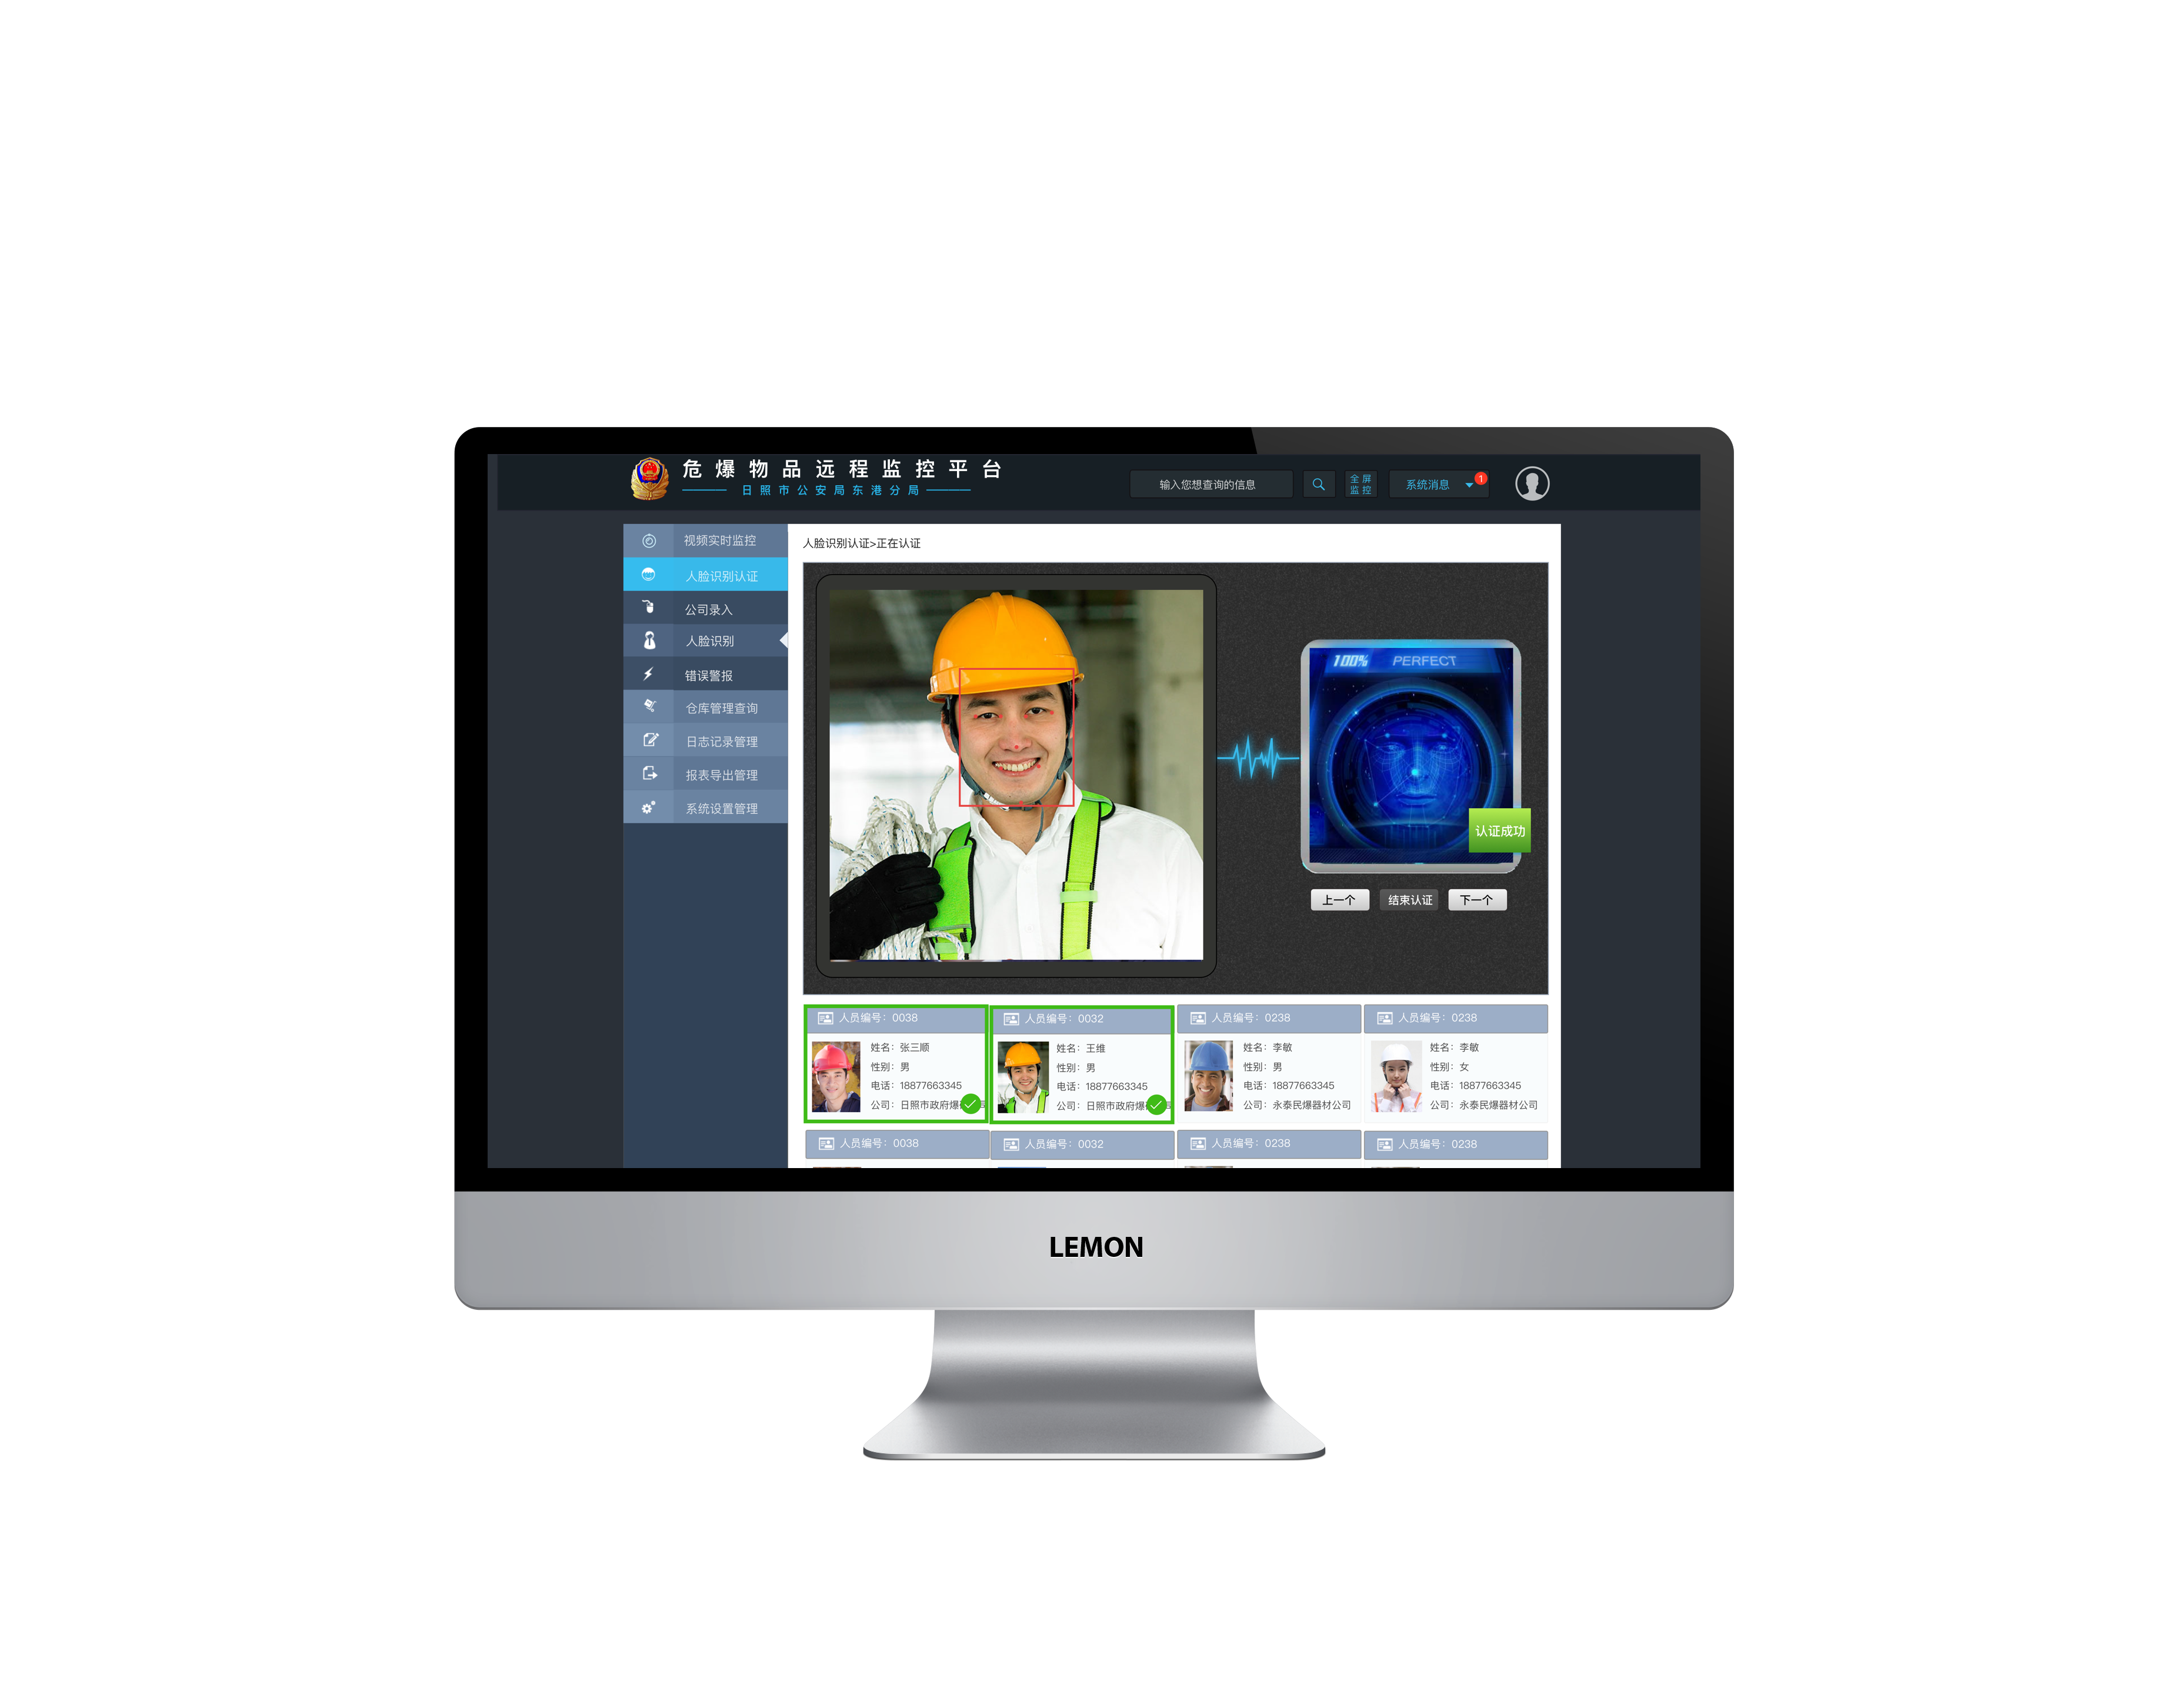 危爆物品远程监控平台
日照市公安局东港分局
输入您想查询的信息
全屏
监控
系统消息
1
视频实时监控
人脸识别认证
公司录入
人脸识别
错误警报
仓库管理查询
日志记录管理
报表导出管理
系统设置管理
人脸识别认证>正在认证
100% PERFECT
认证成功
上一个
结束认证
下一个
人员编号：0038
姓名：张三顺
性别：男
电话：18877663345
公司：日照市政府爆
人员编号：0032
姓名：王维
性别：男
电话：18877663345
公司：日照市政府爆
人员编号：0238
姓名：李敏
性别：男
电话：18877663345
公司：永泰民爆器材公司
人员编号：0238
姓名：李敏
性别：女
电话：18877663345
公司：永泰民爆器材公司
人员编号：0038
人员编号：0032
人员编号：0238
人员编号：0238
LEMON